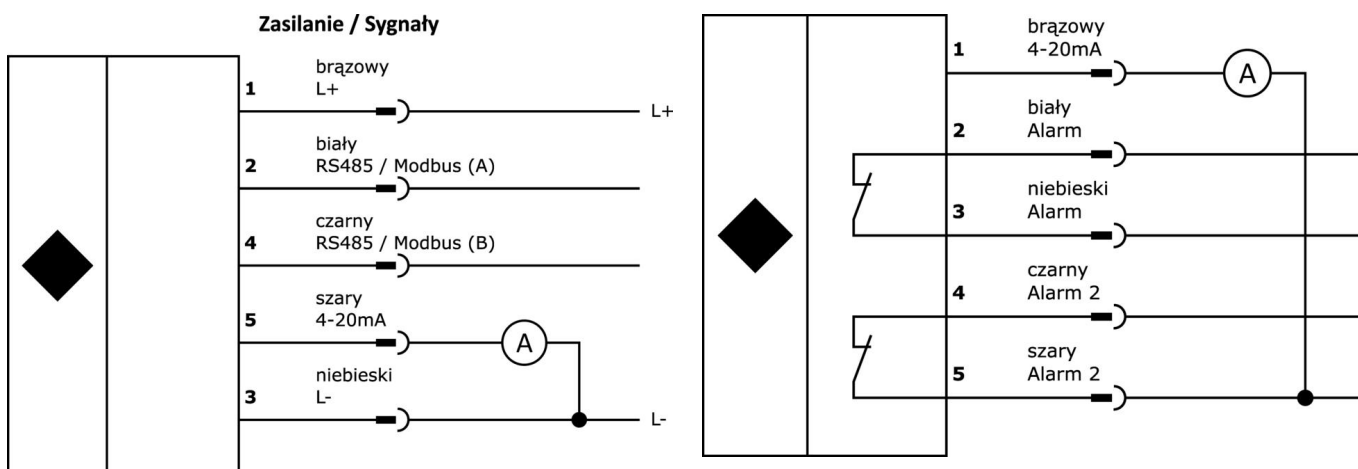 Zasilanie / Sygnały
brązowy
1 L+
L+
biały
2 RS485 / Modbus (A)
czarny
4 RS485 / Modbus (B)
szary
5 4-20mA
A
niebieski
3 L-
L-
brązowy
1 4-20mA
A
biały
2 Alarm
niebieski
3 Alarm
czarny
4 Alarm 2
szary
5 Alarm 2